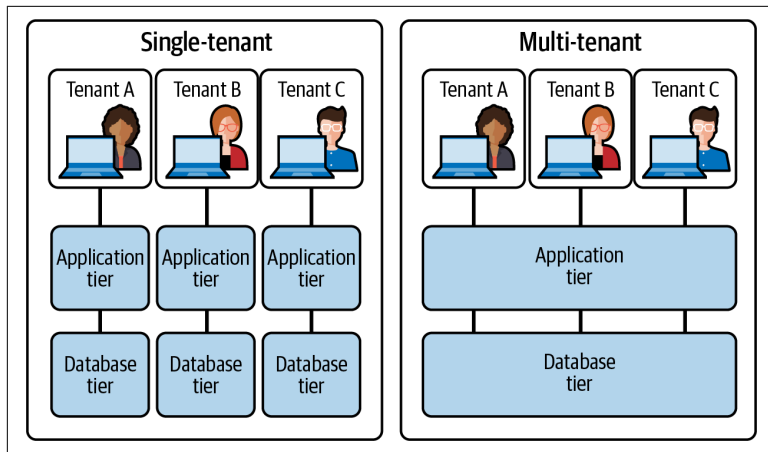 Single-tenant
Tenant A
Tenant B
Tenant C
Application
tier
Application
tier
Application
tier
Database
tier
Database
tier
Database
tier
Multi-tenant
Tenant A
Tenant B
Tenant C
Application
tier
Database
tier